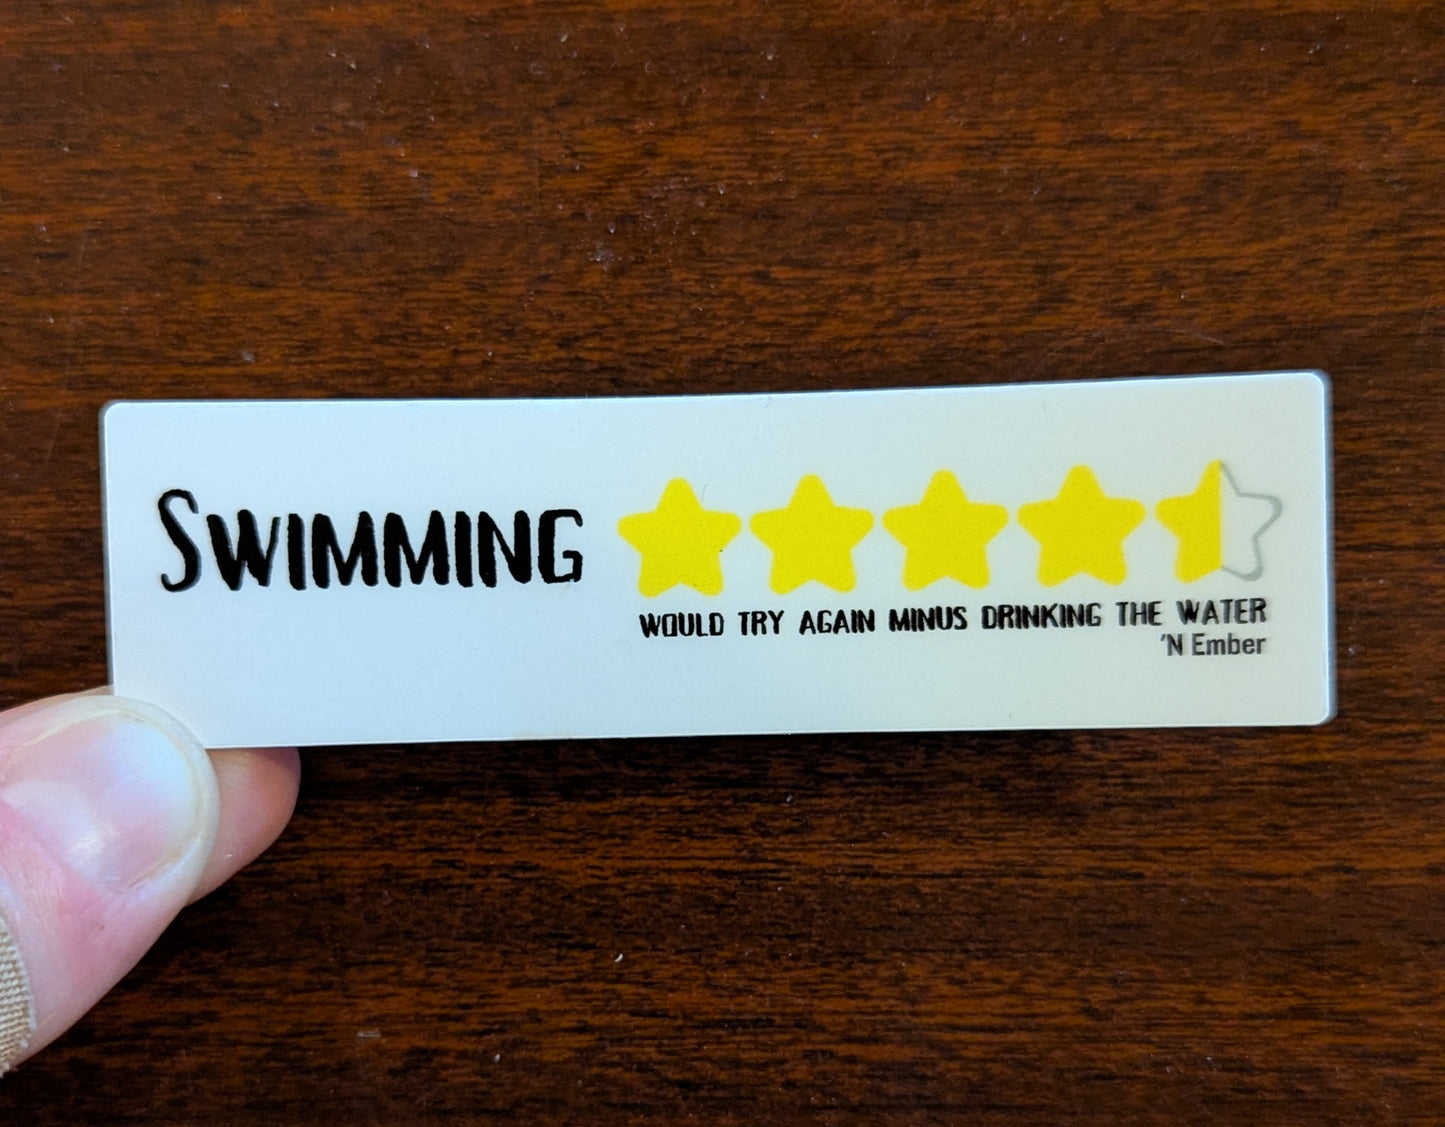 SWIMMING
WOULD TRY AGAIN MINUS DRINKING THE WATER
'N Ember